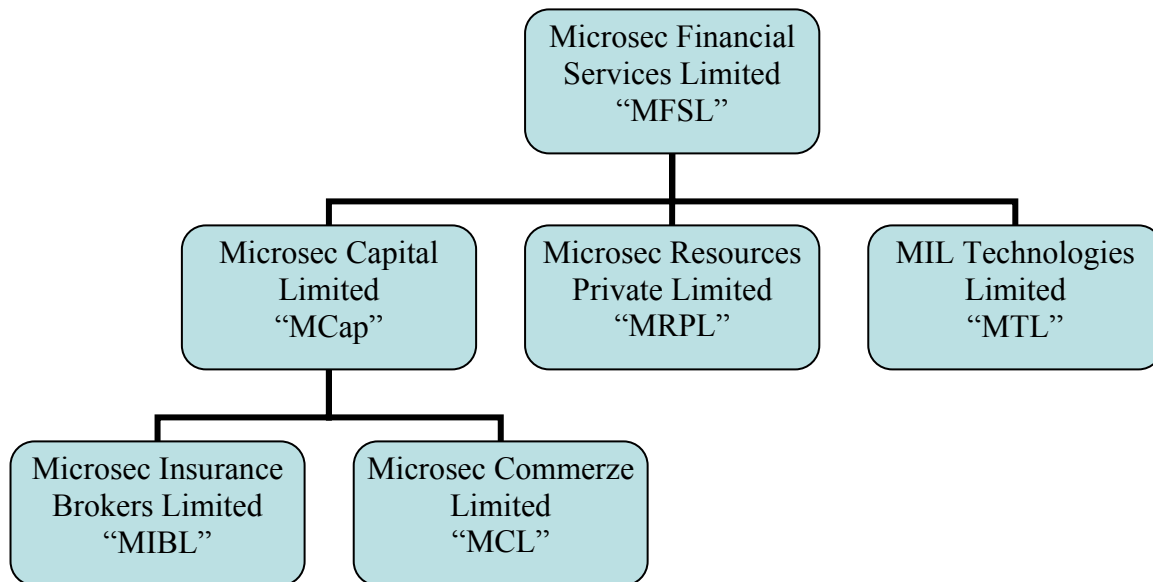 Microsec Financial
Services Limited
“MFSL”
Microsec Capital
Limited
“MCap”
Microsec Resources
Private Limited
“MRPL”
MIL Technologies
Limited
“MTL”
Microsec Insurance
Brokers Limited
“MIBL”
Microsec Commerze
Limited
“MCL”